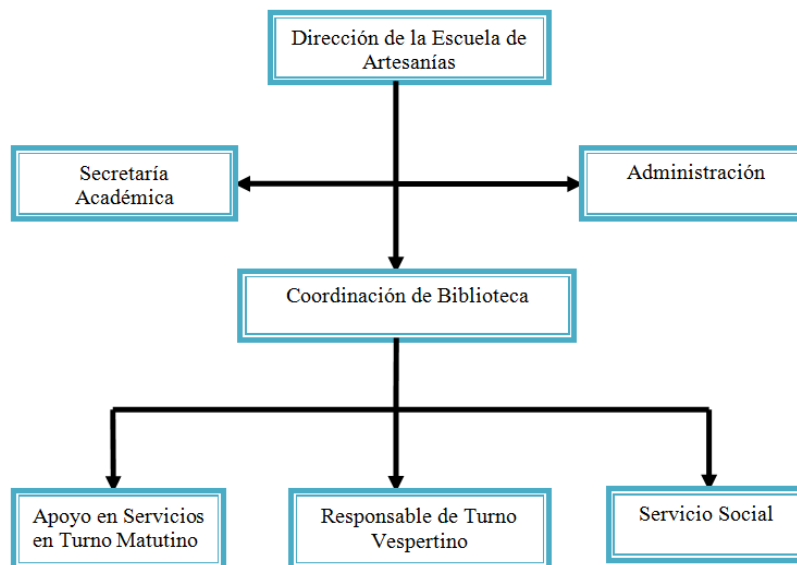 Dirección de la Escuela de
Artesanías
Secretaría
Académica
Administración
Coordinación de Biblioteca
Apoyo en Servicios
en Turno Matutino
Responsable de Turno
Vespertino
Servicio Social